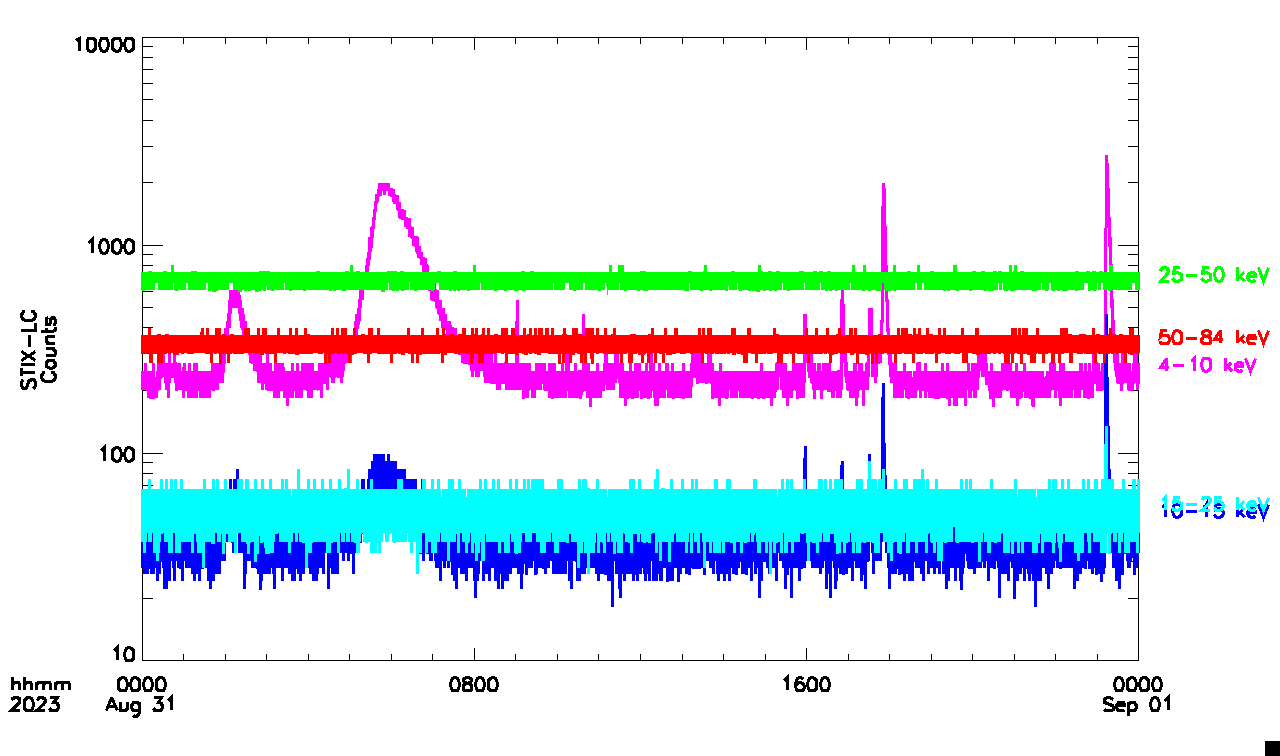 10000
1000
100
10
STIX-LC
Counts
25-50 keV
50-84 keV
4-10 keV
15-25 keV
10-15 keV
hhmm 0000 0800 1600 0000
2023 Aug 31 Sep 01